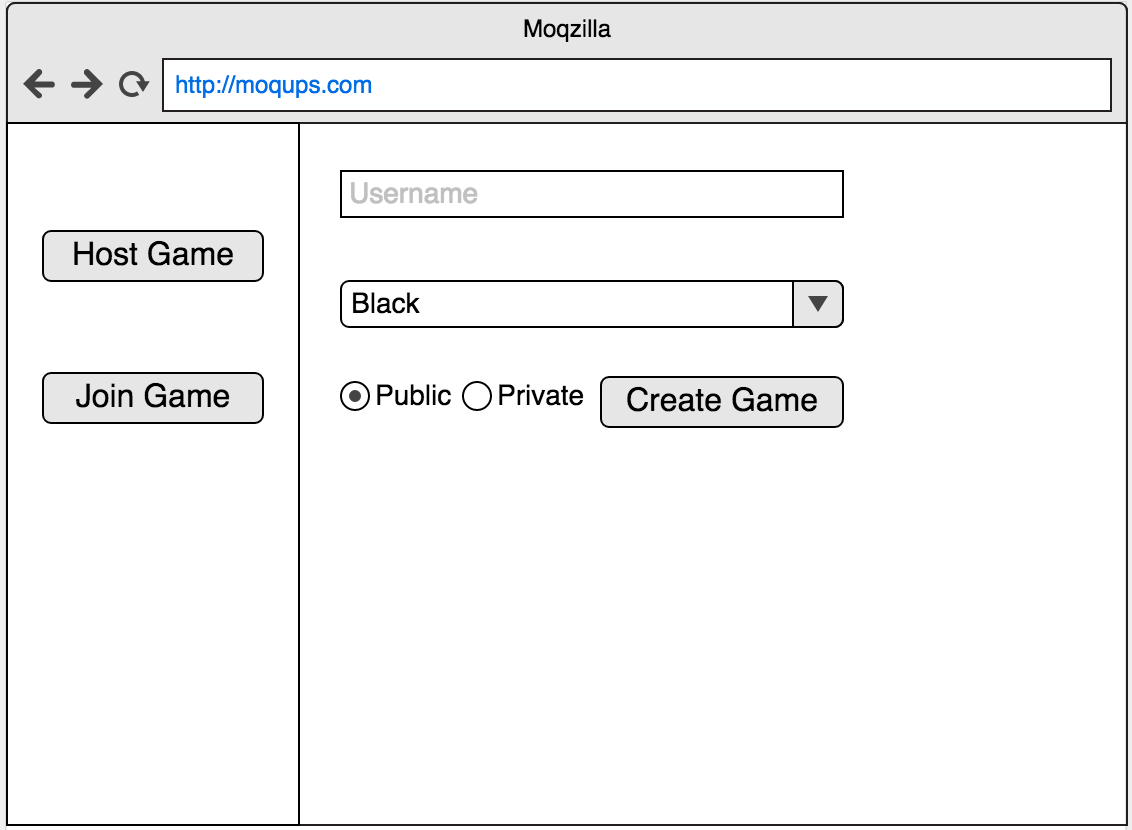 Moqzilla
http://moqups.com
Host Game
Join Game
Username
Black
Public Private Create Game